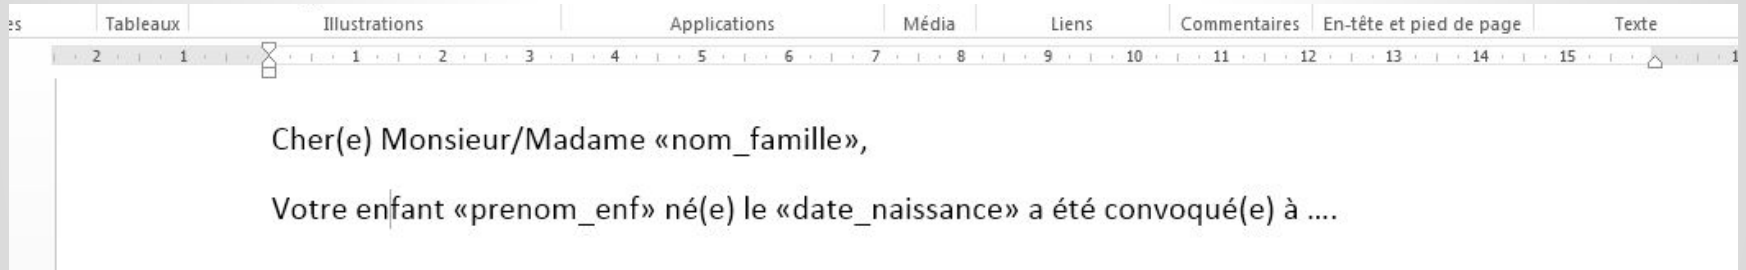 es Tableaux Illustrations Applications Média Liens Commentaires En-tête et pied de page Texte
2 1 1 2 3 4 5 6 7 8 9 10 11 12 13 14 15 1
Cher(e) Monsieur/Madame «nom_famille»,
Votre enfant «prenom_enf» né(e) le «date_naissance» a été convoqué(e) à ....